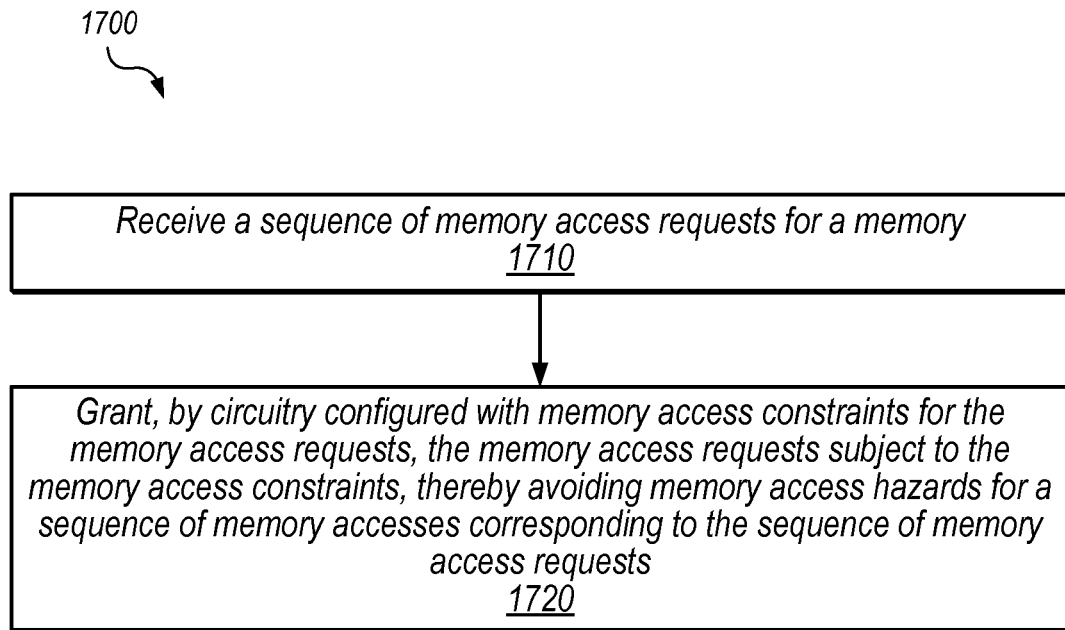 1700
Receive a sequence of memory access requests for a memory
1710
Grant, by circuitry configured with memory access constraints for the
memory access requests, the memory access requests subject to the
memory access constraints, thereby avoiding memory access hazards for a
sequence of memory accesses corresponding to the sequence of memory
access requests
1720